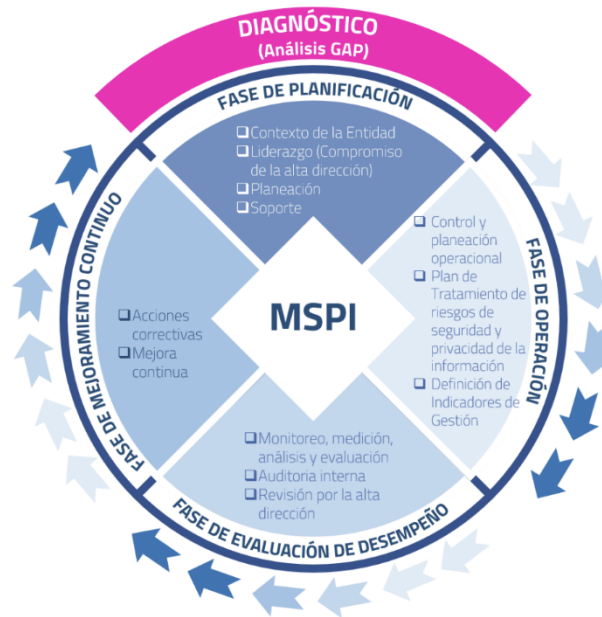 DIAGNÓSTICO
(Análisis GAP)
FASE DE PLANIFICACIÓN
❑Contexto de la Entidad
❑Liderazgo (Compromiso
de la alta dirección)
❑Planeación
❑Soporte
FASE DE OPERACIÓN
❑ Control y
planeación
operacional
❑ Plan de
Tratamiento de
riesgos de
seguridad y
privacidad de la
información
❑ Definición de
Indicadores de
Gestión
MSPI
FASE DE MEJORAMIENTO CONTINUO
❑Acciones
correctivas
❑Mejora
continua
❑Monitoreo, medición,
análisis y evaluación
❑Auditoria interna
❑Revisión por la alta
dirección
FASE DE EVALUACIÓN DE DESEMPEÑO